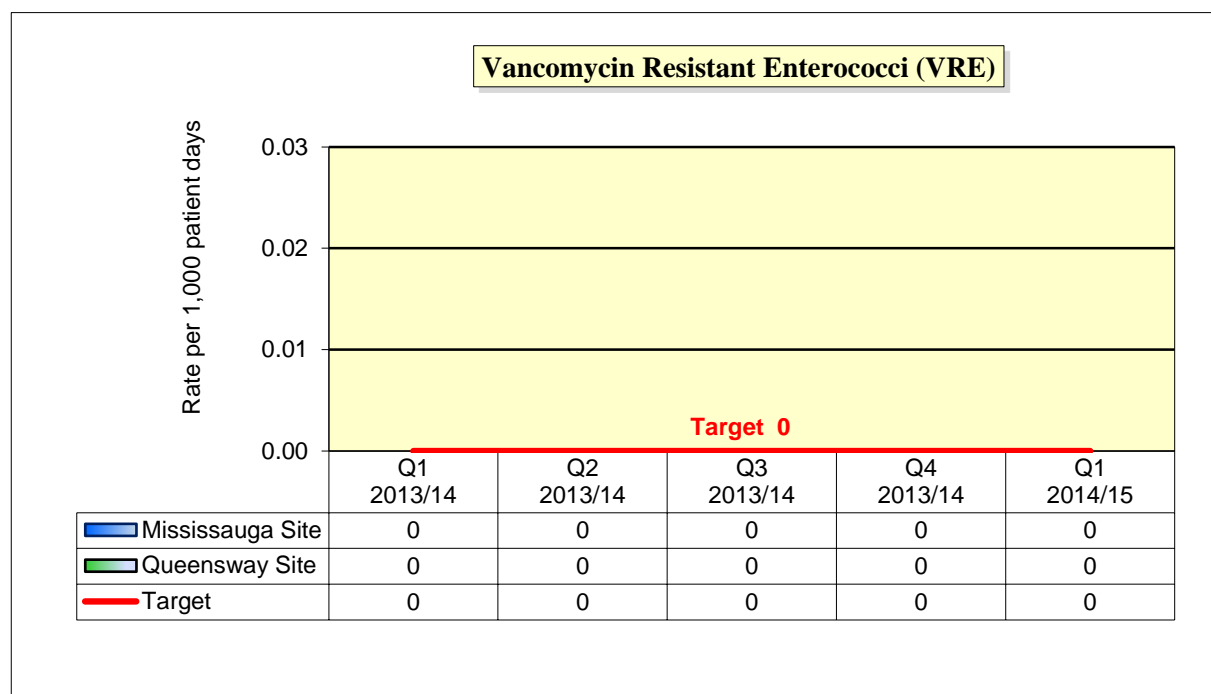 Vancomycin Resistant Enterococci (VRE)
Rate per 1,000 patient days
0.03
0.02
0.01
0.00
Target 0
Q1 Q2 Q3 Q4 Q1
2013/14 2013/14 2013/14 2013/14 2014/15
Mississauga Site 0 0 0 0 0
Queensway Site 0 0 0 0 0
Target 0 0 0 0 0